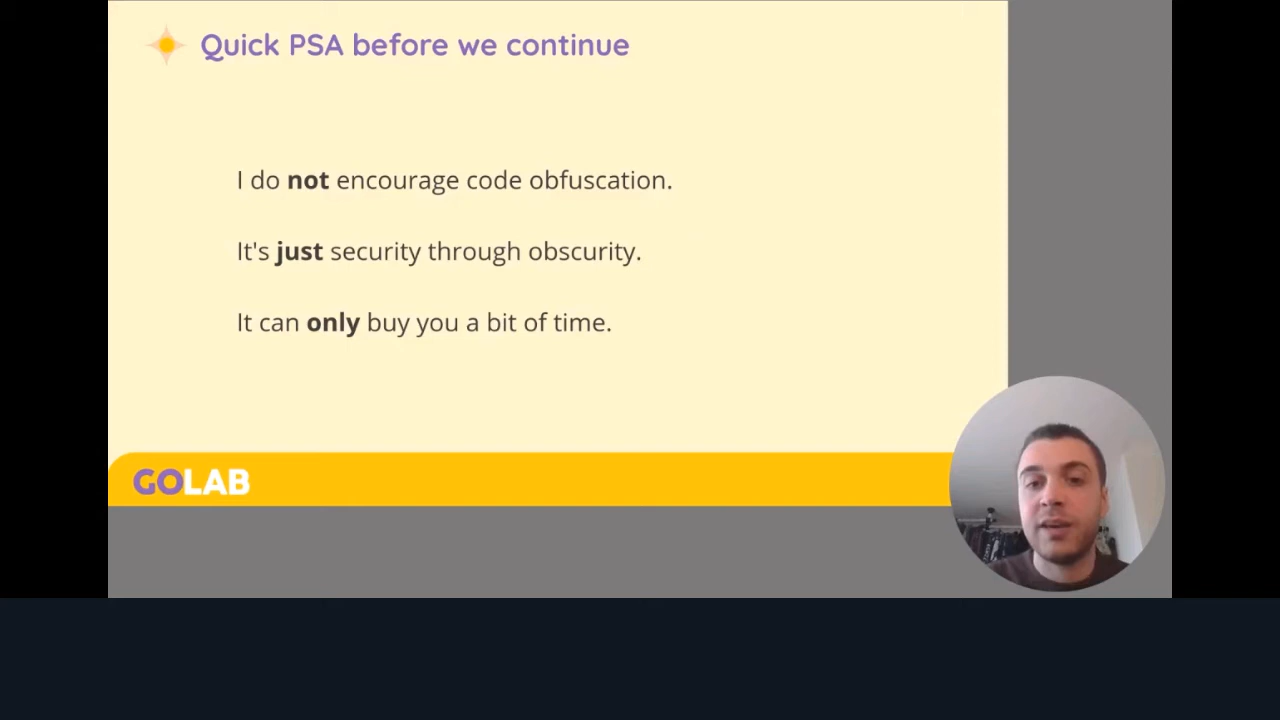 Quick PSA before we continue
I do not encourage code obfuscation.
It's just security through obscurity.
It can only buy you a bit of time.
GOLAB